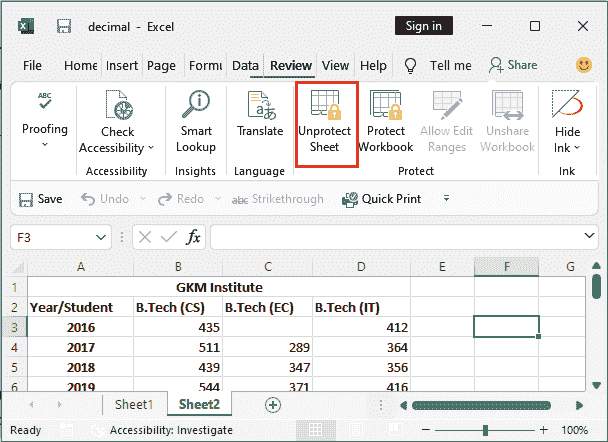 decimal - Excel
Sign in
File Home Insert Page Formu Data Review View Help Tell me Share
ABC
Proofing
Check Accessibility
Smart Lookup
Translate
Unprotect Sheet
Protect Workbook
Allow Edit Ranges
Unshare Workbook
Hide Ink
Accessibility Insights Language Protect Ink
Save Undo Redo ab Strikethrough Quick Print
F3 fx
A B C D E F G
1 GKM Institute
2 Year/Student B.Tech (CS) B.Tech (EC) B.Tech (IT)
3 2016 435 412
4 2017 511 289 364
5 2018 439 347 356
6 2019 544 371 416
Sheet1 Sheet2
Ready Accessibility: Investigate 100%